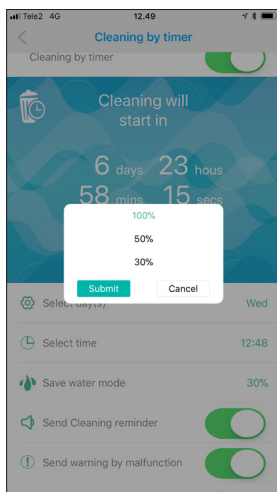 Tele2 4G 12.49
Cleaning by timer
Cleaning by timer
Cleaning will
start in
6 days 23 hous
58 mins 15 secs
100%
50%
30%
Submit Cancel
Select day(s) Wed
Select time 12:48
Save water mode 30%
Send Cleaning reminder
Send warning by malfunction